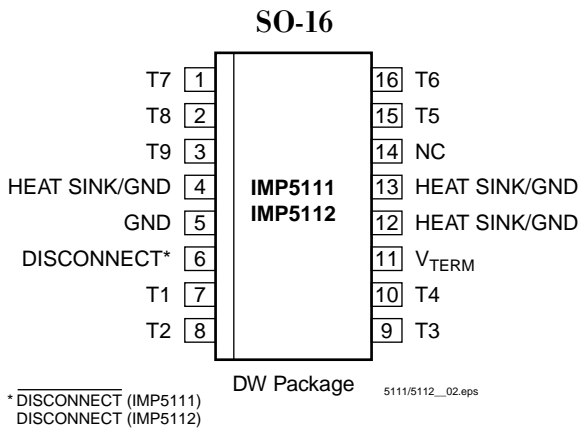 SO-16
T7 1 16 T6
T8 2 15 T5
T9 3 14 NC
HEAT SINK/GND 4 IMP5111 13 HEAT SINK/GND
GND 5 IMP5112 12 HEAT SINK/GND
DISCONNECT* 6 11 VTERM
T1 7 10 T4
T2 8 9 T3
DW Package 5111/5112__02.eps
* DISCONNECT (IMP5111)
DISCONNECT (IMP5112)